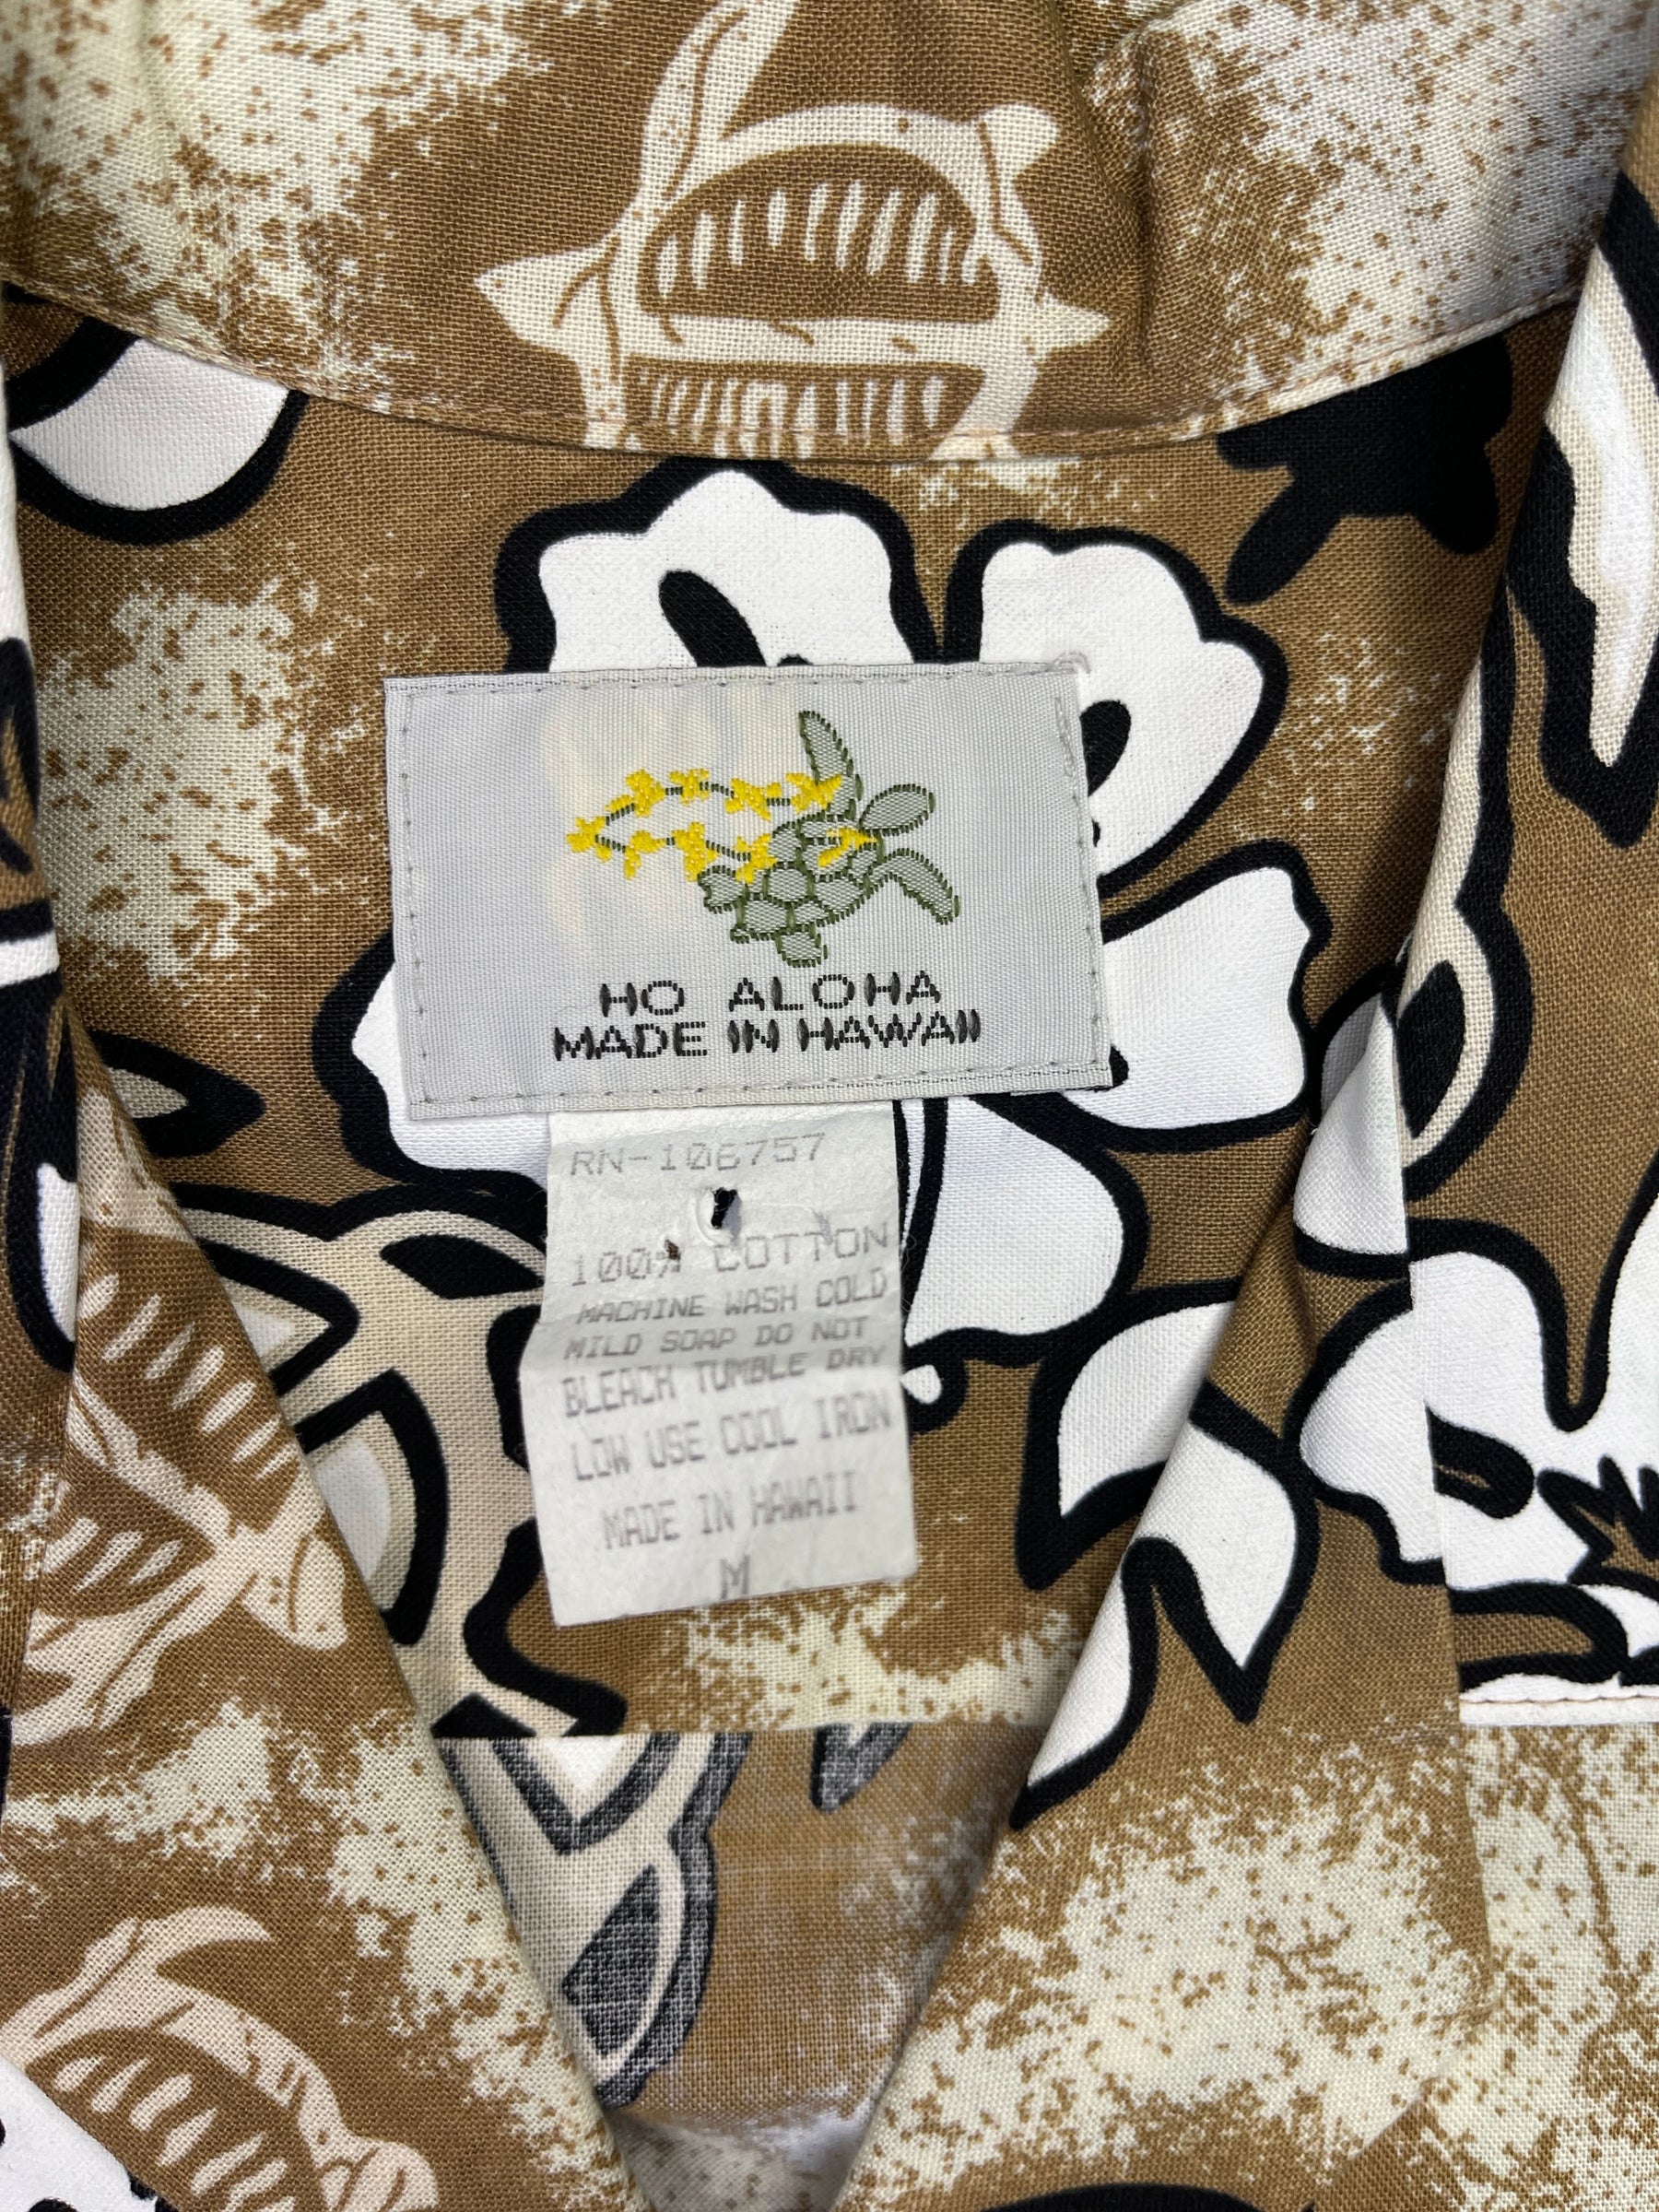 HO ALOHA
MADE IN HAWAII
RN-106757
100% COTTON
MACHINE WASH COLD
MILD SOAP DO NOT
BLEACH TUMBLE DRY
LOW USE COOL IRON
MADE IN HAWAII
M